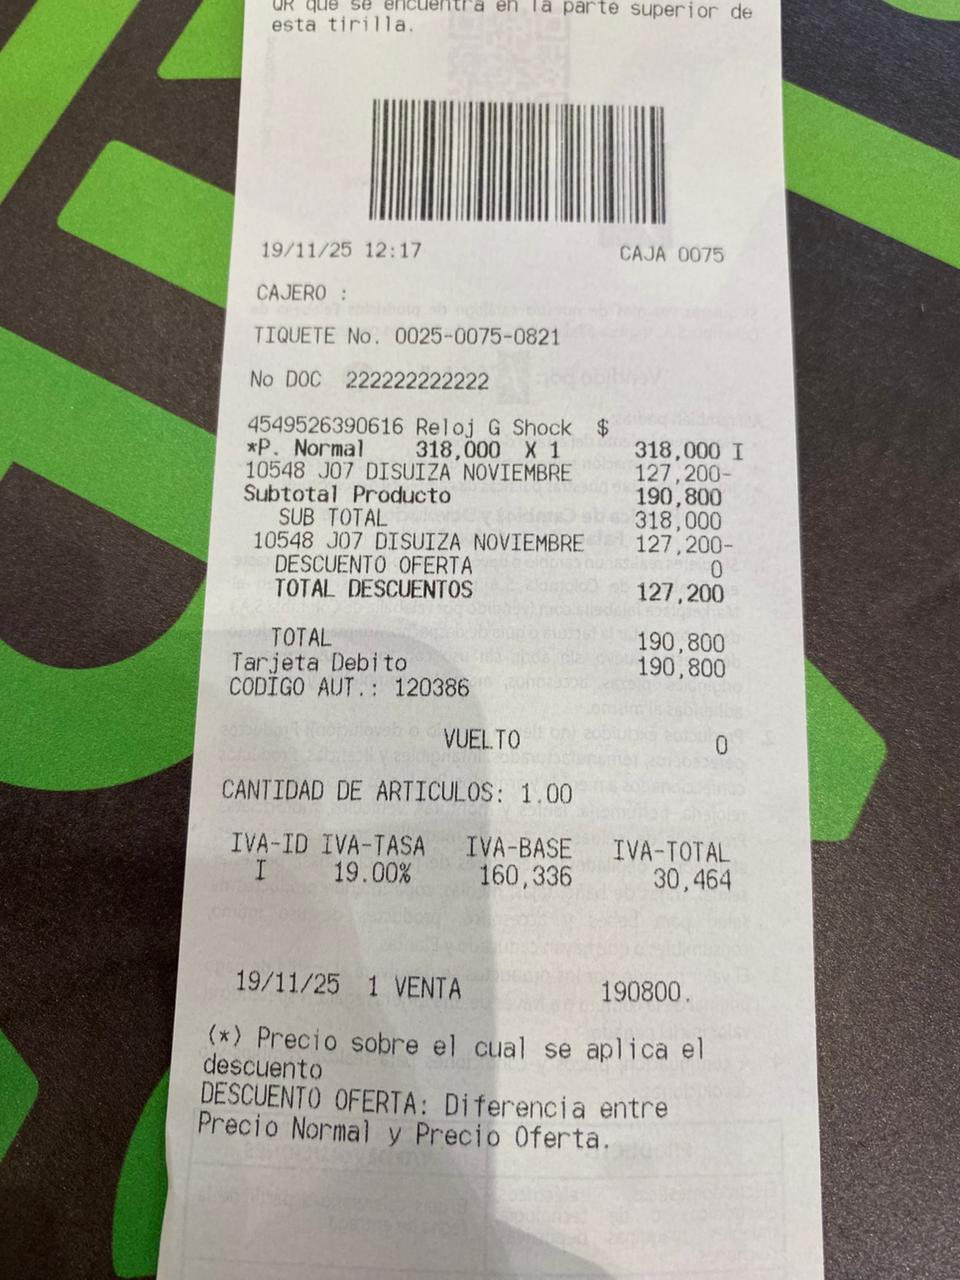 QR que se encuentra en la parte superior de
esta tirilla.
19/11/25 12:17 CAJA 0075
CAJERO :
TIQUETE No. 0025-0075-0821
No DOC 222222222222
4549526390616 Reloj G Shock $
*P. Normal 318,000 X 1 318,000 I
10548 J07 DISUIZA NOVIEMBRE 127,200-
Subtotal Producto 190,800
SUB TOTAL 318,000
10548 J07 DISUIZA NOVIEMBRE 127,200-
DESCUENTO OFERTA 0
TOTAL DESCUENTOS 127,200
TOTAL 190,800
Tarjeta Debito 190,800
CODIGO AUT.: 120386
VUELTO 0
CANTIDAD DE ARTICULOS: 1.00
IVA-ID IVA-TASA IVA-BASE IVA-TOTAL
I 19.00% 160,336 30,464
19/11/25 1 VENTA 190800.
(*) Precio sobre el cual se aplica el
descuento
DESCUENTO OFERTA: Diferencia entre
Precio Normal y Precio Oferta.